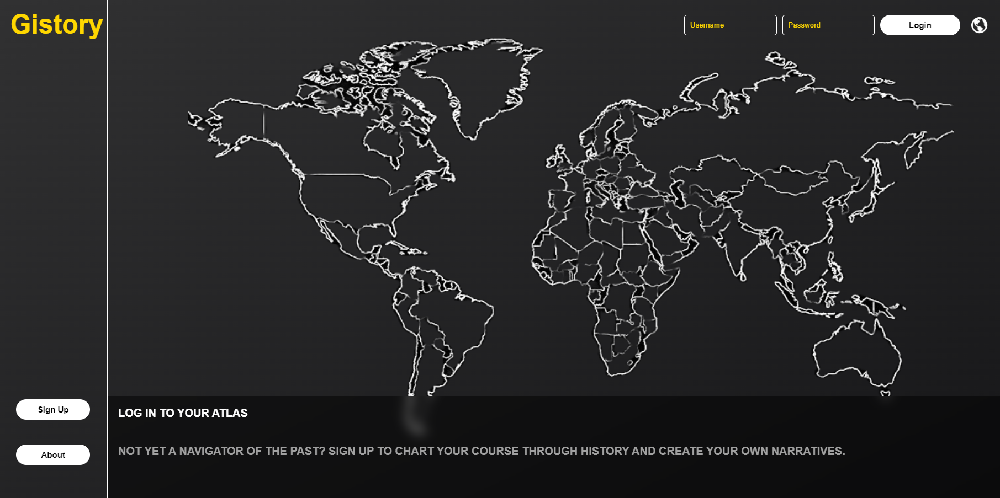 Gistory
Username
Password
Login
Sign Up
About
LOG IN TO YOUR ATLAS
NOT YET A NAVIGATOR OF THE PAST? SIGN UP TO CHART YOUR COURSE THROUGH HISTORY AND CREATE YOUR OWN NARRATIVES.